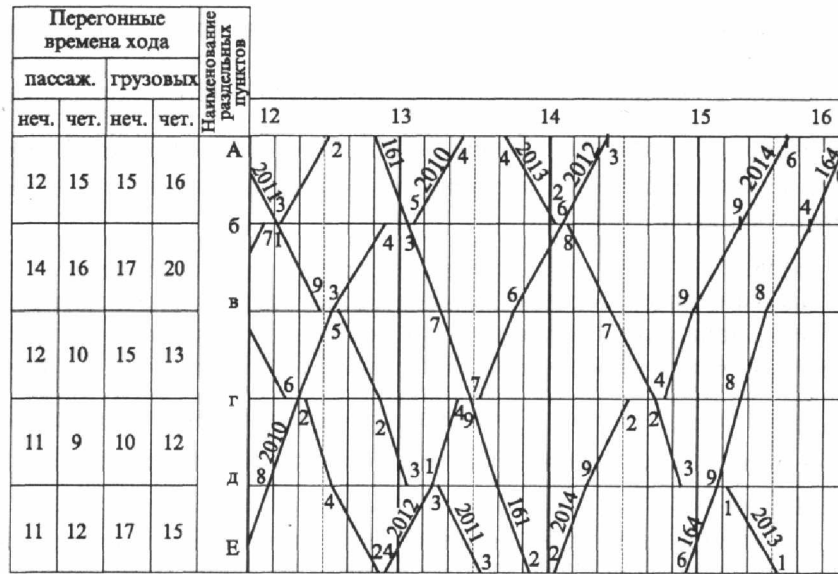 Перегонные
времена хода
пассаж. грузовых
неч. чет. неч. чет.
Наименование
раздельных
пунктов
12 13 14 15 16
12 15 15 16
14 16 17 20
12 10 15 13
11 9 10 12
11 12 17 15
А
б
в
г
д
Е
2 4 4 3 6
2011 161 2010 2013 2012 2014 164
3 5 2 6 9 4
7 1 4 3 8
9 3 6 9 8
5 7 7
6 7 4 8
2 4 9 2 2
2010 2 3 1 9 3 9
8 4 3 1
2012 2011 161 2014 164 2013
24 3 2 2 6 1